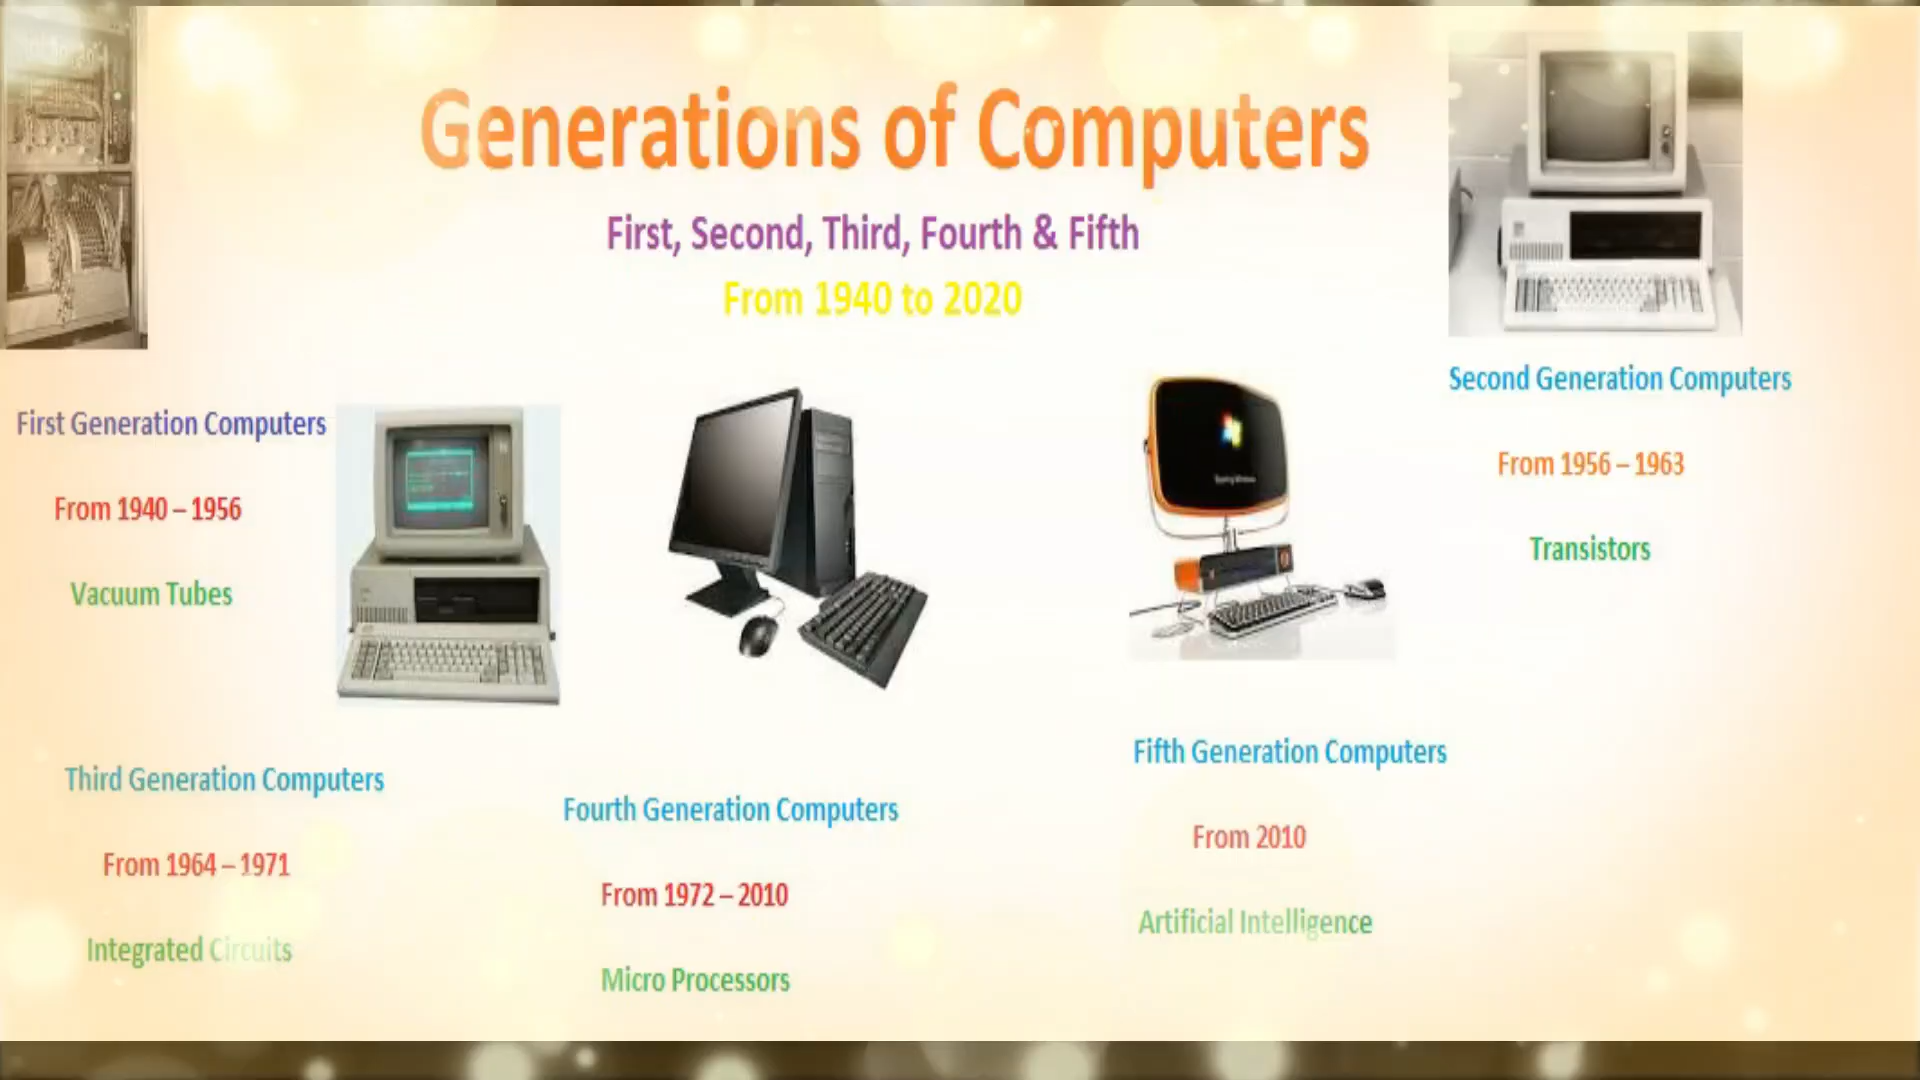 Generations of Computers
First, Second, Third, Fourth & Fifth
From 1940 to 2020
First Generation Computers
From 1940 – 1956
Vacuum Tubes
Second Generation Computers
From 1956 – 1963
Transistors
Third Generation Computers
From 1964 – 1971
Integrated Circuits
Fourth Generation Computers
From 1972 – 2010
Micro Processors
Fifth Generation Computers
From 2010
Artificial Intelligence